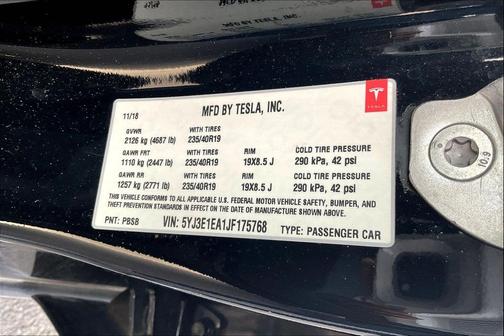 11/18 MFD BY TESLA, INC.
TESLA
GVWR WITH TIRES
2126 kg (4687 lb) 235/40R19
GAWR FRT WITH TIRES RIM COLD TIRE PRESSURE
1110 kg (2447 lb) 235/40R19 19X8.5 J 290 kPa, 42 psi
GAWR RR WITH TIRES RIM COLD TIRE PRESSURE
1257 kg (2771 lb) 235/40R19 19X8.5 J 290 kPa, 42 psi
THIS VEHICLE CONFORMS TO ALL APPLICABLE U.S. FEDERAL MOTOR VEHICLE SAFETY, BUMPER, AND
THEFT PREVENTION STANDARDS IN EFFECT ON THE DATE OF MANUFACTURE SHOWN ABOVE.
PNT: PBSB VIN: 5YJ3E1EA1JF175768 TYPE: PASSENGER CAR
10.9